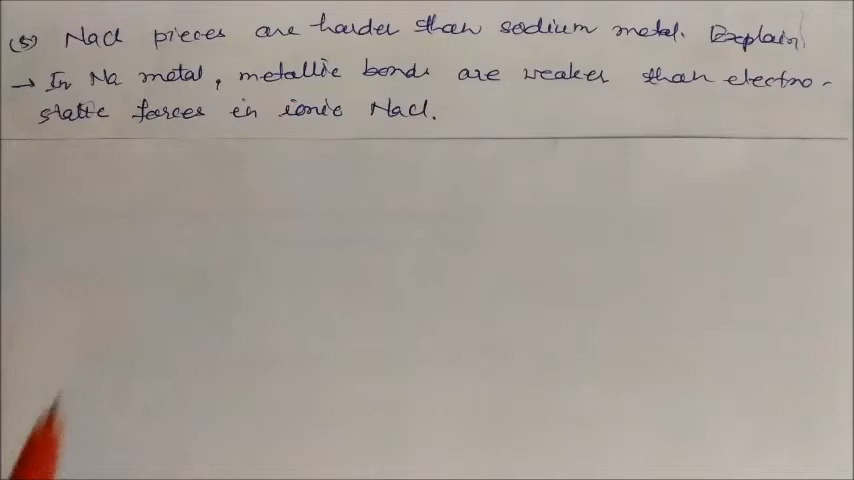 (5) NaCl pieces are harder than sodium metal. Explain
→ In Na metal, metallic bonds are weaker than electro-
static forces in ionic NaCl.